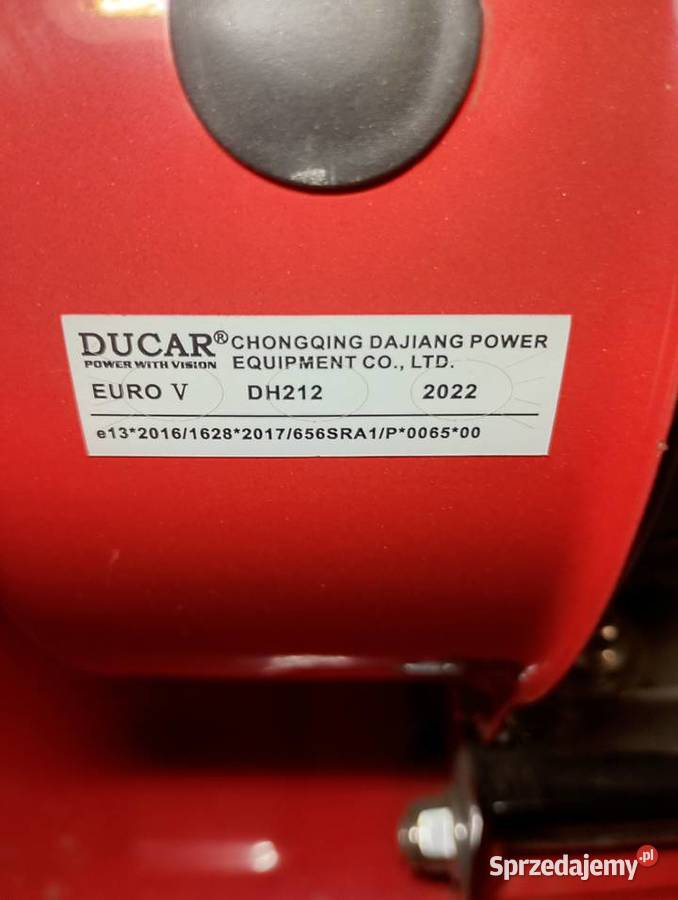 DUCAR® CHONGQING DAJIANG POWER
POWER WITH VISION EQUIPMENT CO., LTD.
EURO V DH212 2022
e13*2016/1628*2017/656SRA1/P*0065*00
Sprzedajemy.pl